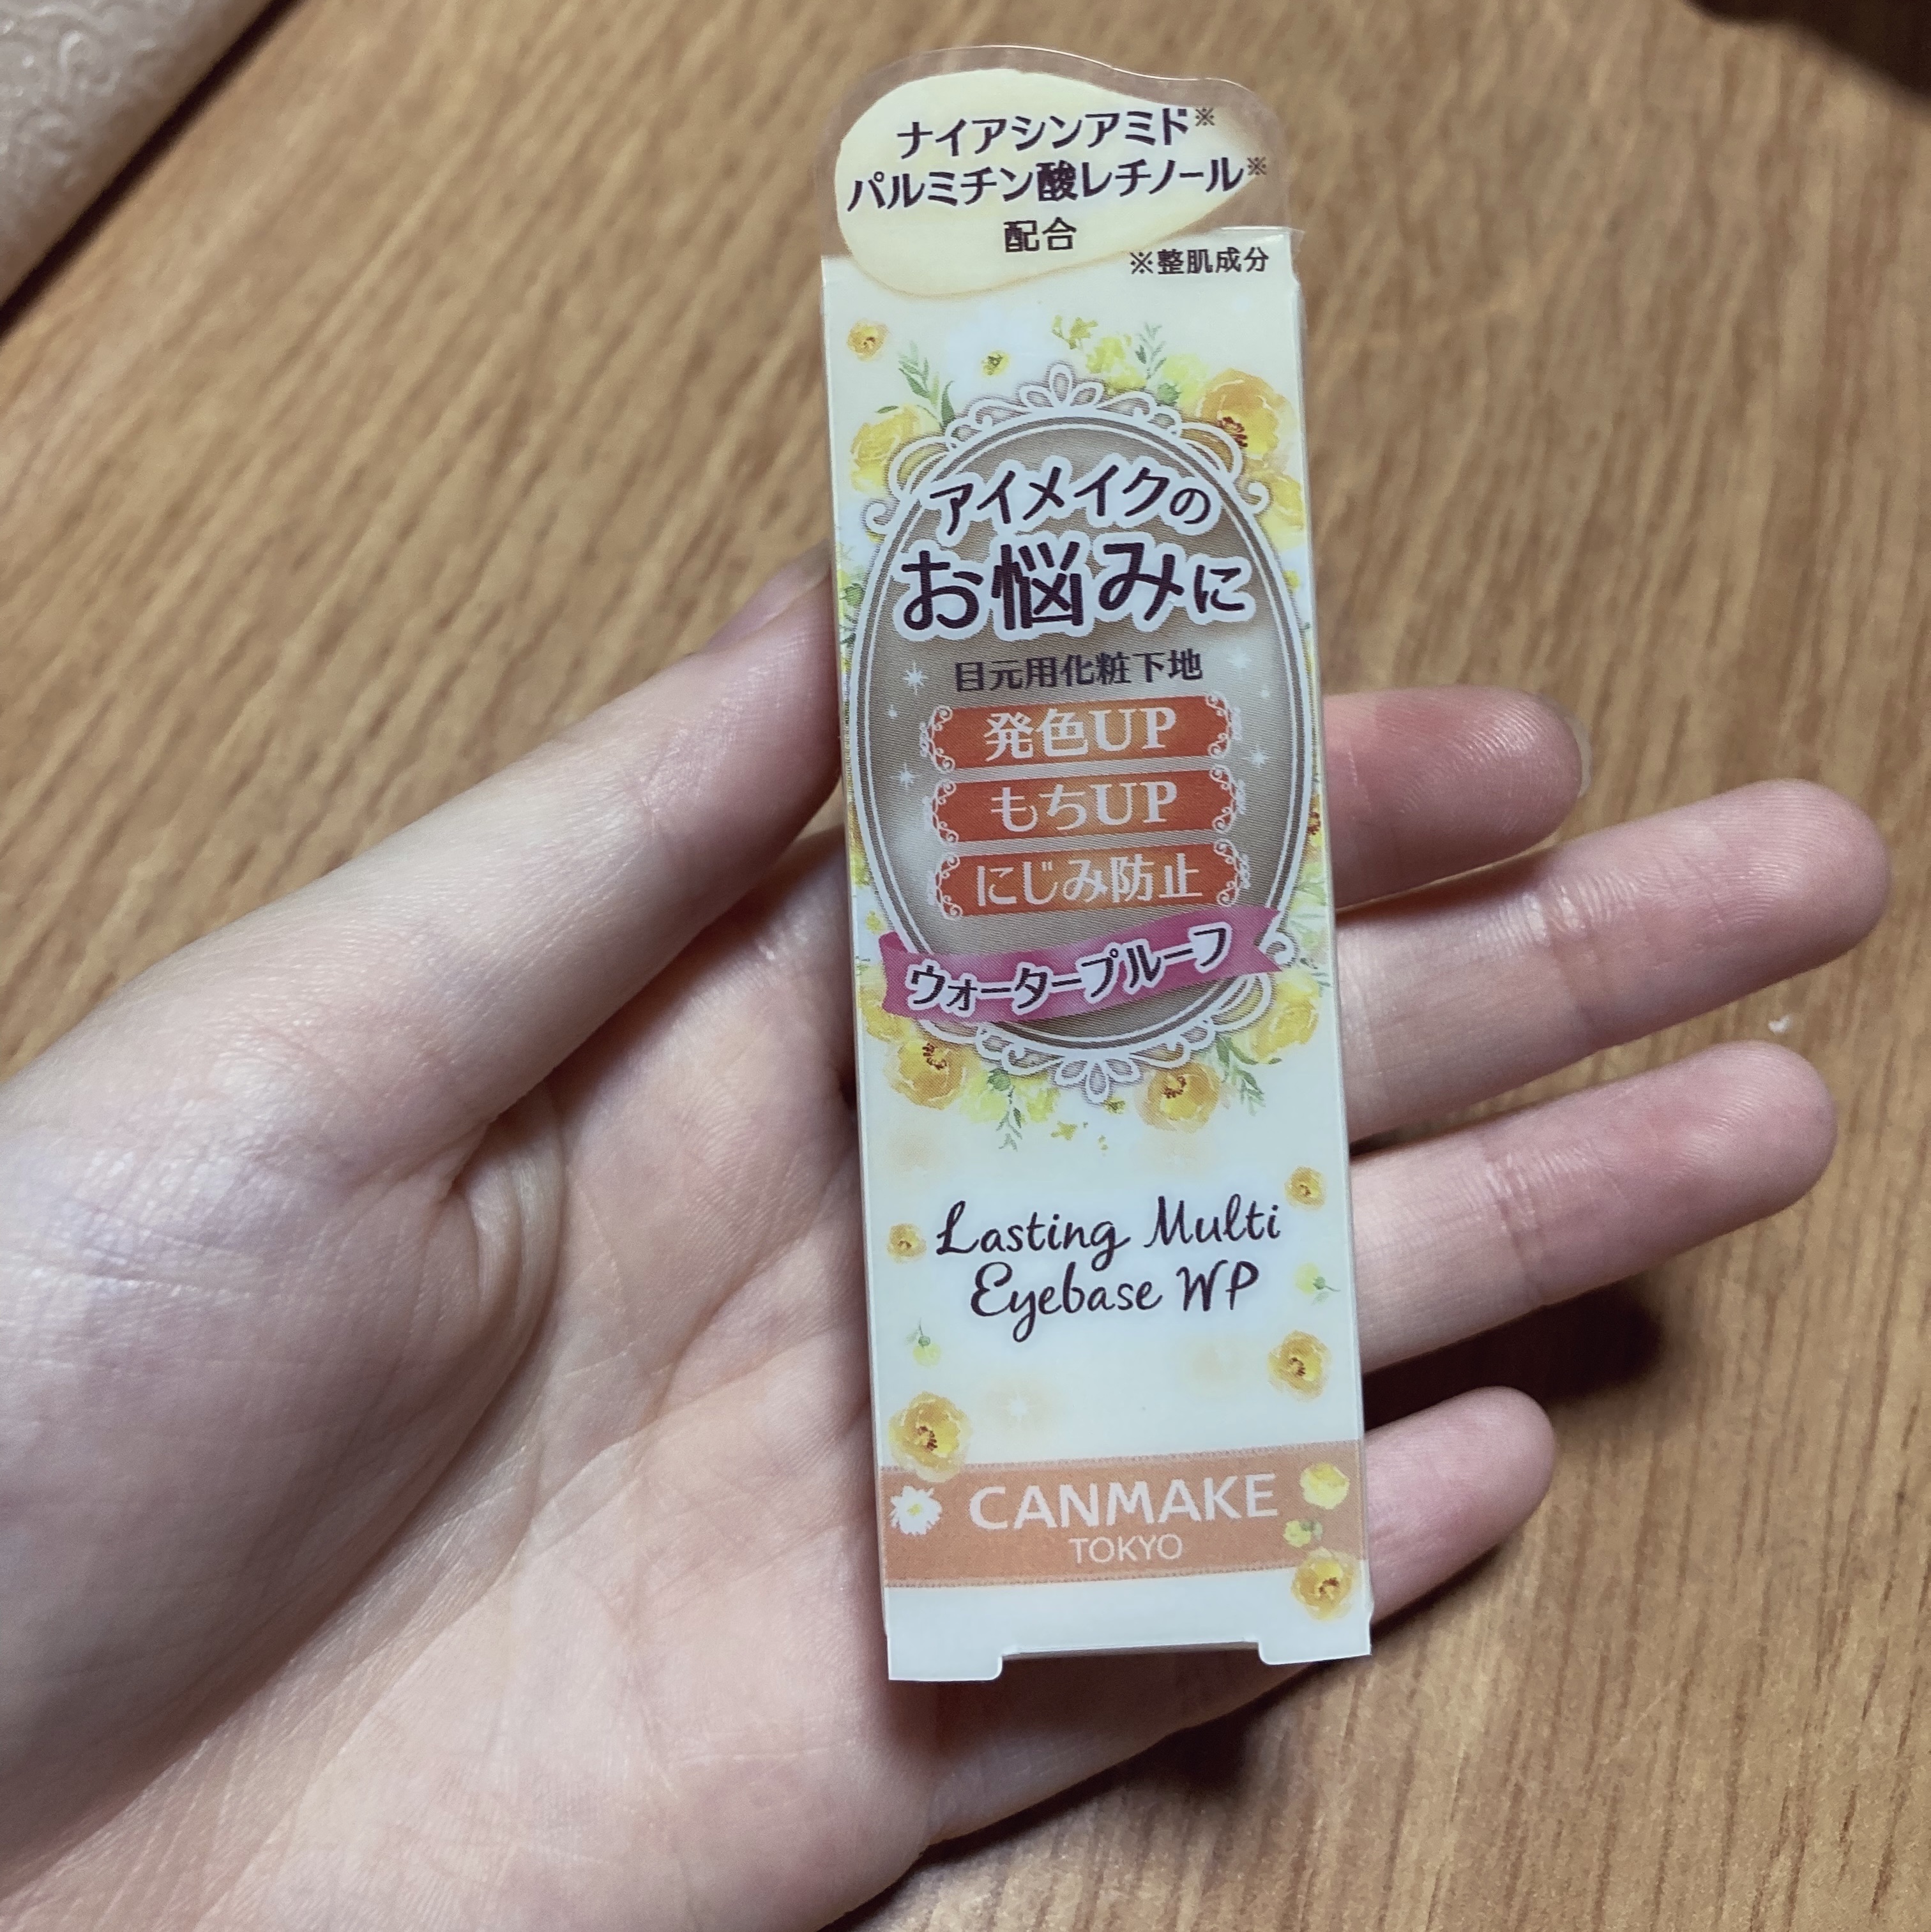 ナイアシンアミド※
パルミチン酸レチノール※
配合
※整肌成分
アイメイクの
お悩みに
目元用化粧下地
発色UP
もちUP
にじみ防止
ウォータープルーフ
Lasting Multi
Eyebase WP
CANMAKE
TOKYO